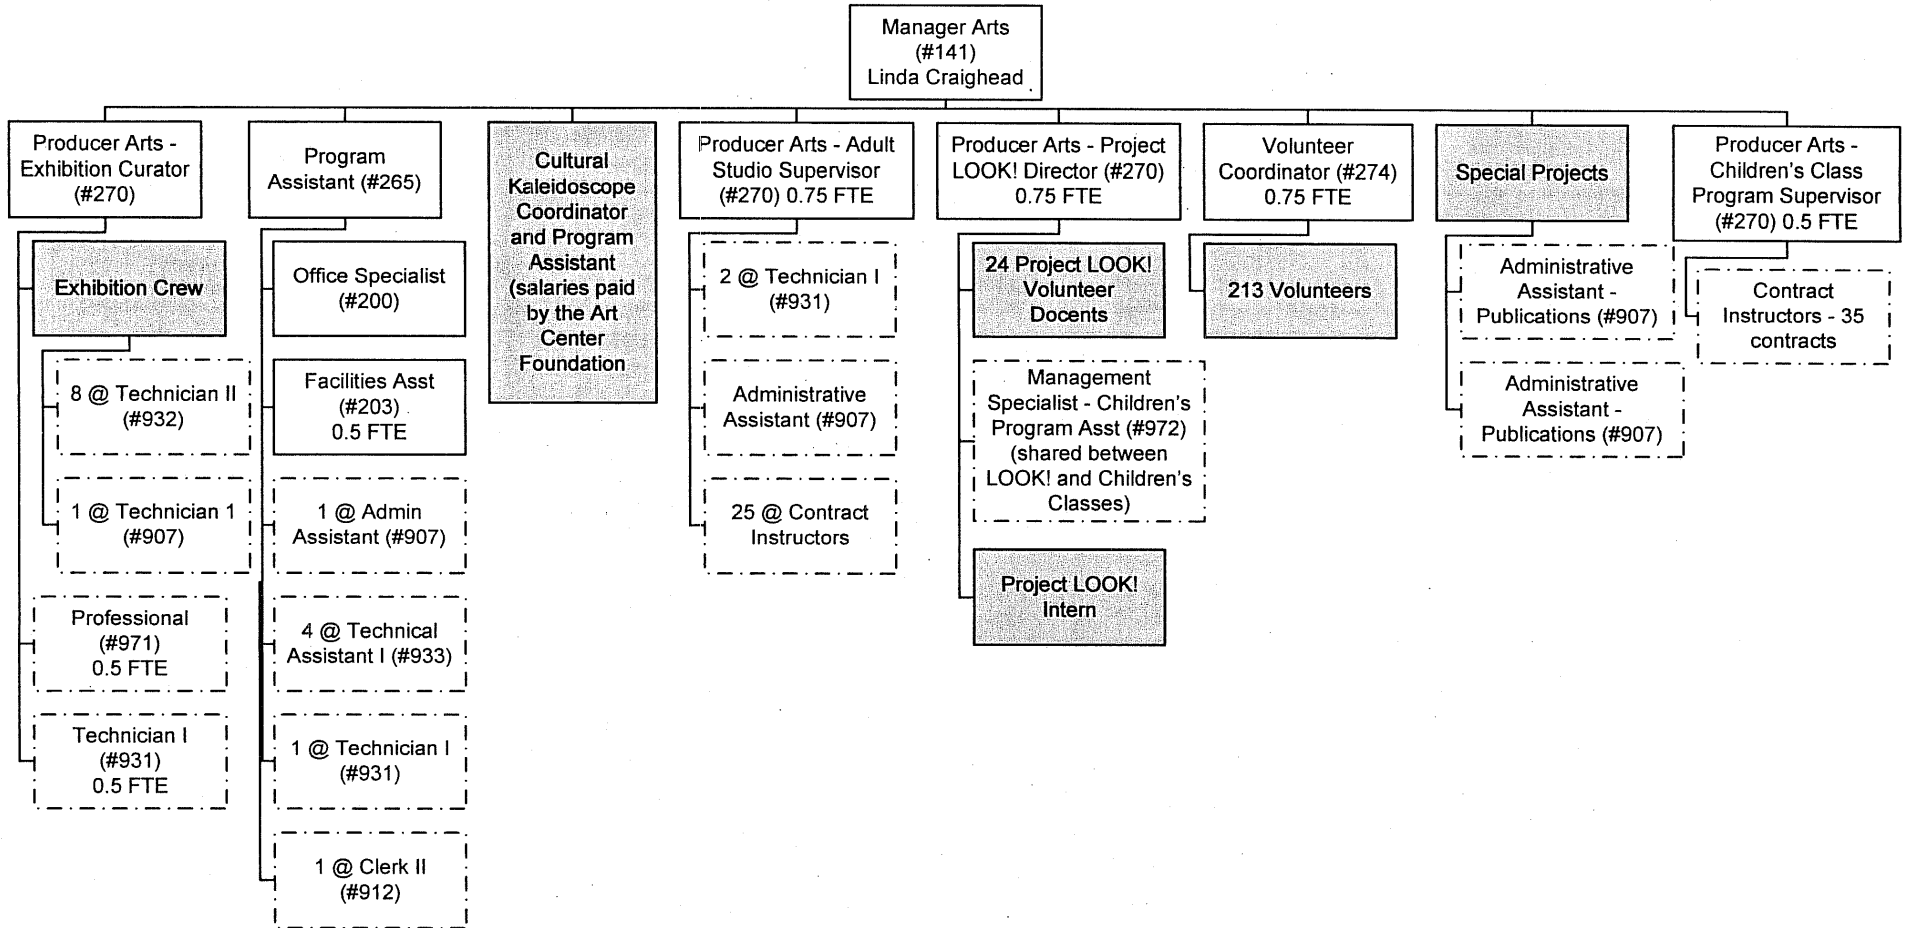 Manager Arts
(#141)
Linda Craighead
Producer Arts -
Exhibition Curator
(#270)
Exhibition Crew
8 @ Technician II
(#932)
1 @ Technician 1
(#907)
Professional
(#971)
0.5 FTE
Technician I
(#931)
0.5 FTE
Program
Assistant (#265)
Office Specialist
(#200)
Facilities Asst
(#203)
0.5 FTE
1 @ Admin
Assistant (#907)
4 @ Technical
Assistant I (#933)
1 @ Technician I
(#931)
1 @ Clerk II
(#912)
Cultural
Kaleidoscope
Coordinator
and Program
Assistant
(salaries paid
by the Art
Center
Foundation
Producer Arts - Adult
Studio Supervisor
(#270) 0.75 FTE
2 @ Technician I
(#931)
Administrative
Assistant (#907)
25 @ Contract
Instructors
Producer Arts - Project
LOOK! Director (#270)
0.75 FTE
24 Project LOOK!
Volunteer
Docents
Management
Specialist - Children's
Program Asst (#972)
(shared between
LOOK! and Children's
Classes)
Project LOOK!
Intern
Volunteer
Coordinator (#274)
0.75 FTE
213 Volunteers
Special Projects
Administrative
Assistant -
Publications (#907)
Administrative
Assistant -
Publications (#907)
Producer Arts -
Children's Class
Program Supervisor
(#270) 0.5 FTE
Contract
Instructors - 35
contracts